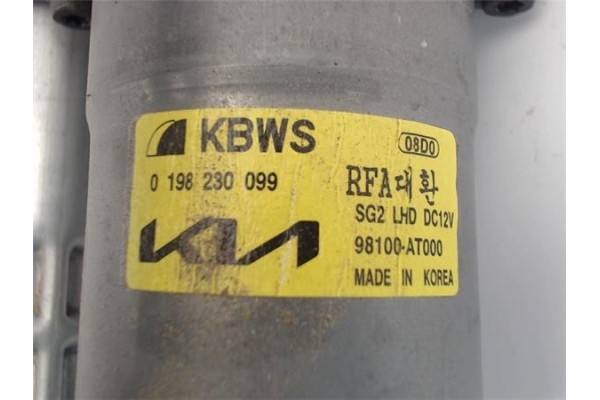 KBWS
08D0
0 198 230 099
RFA대환
SG2 LHD DC12V
KIA
98100-AT000
MADE IN KOREA